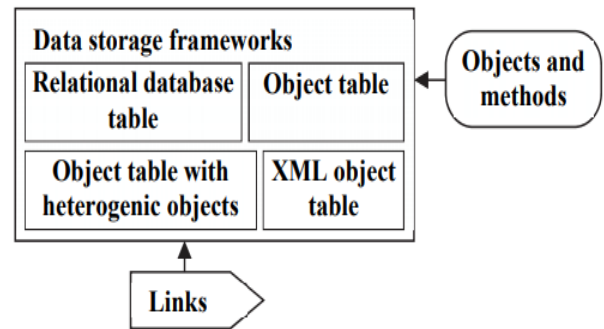 Data storage frameworks
Relational database
table
Object table
Object table with
heterogenic objects
XML object
table
Objects and
methods
Links